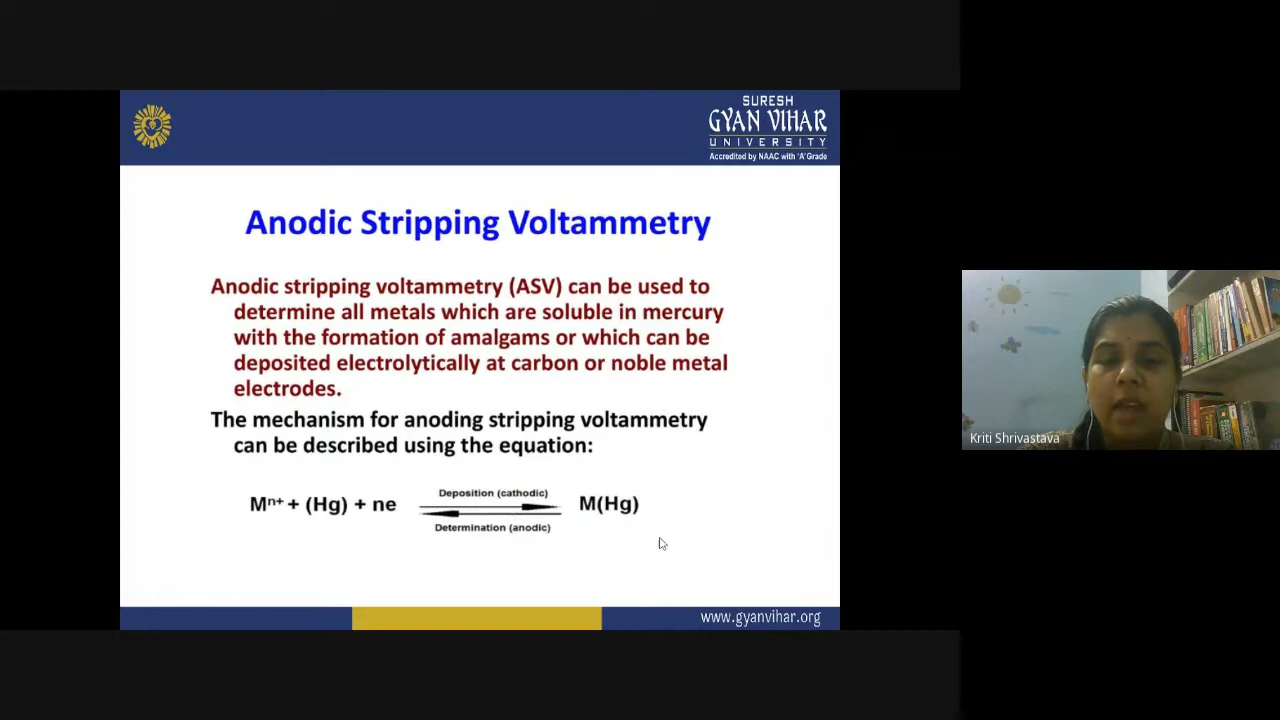 SURESH
GYAN VIHAR
UNIVERSITY
Accredited by NAAC with 'A' Grade
Anodic Stripping Voltammetry
Anodic stripping voltammetry (ASV) can be used to
determine all metals which are soluble in mercury
with the formation of amalgams or which can be
deposited electrolytically at carbon or noble metal
electrodes.
The mechanism for anoding stripping voltammetry
can be described using the equation:
Mⁿ⁺ + (Hg) + ne
Deposition (cathodic)
Determination (anodic)
M(Hg)
www.gyanvihar.org
Kriti Shrivastava